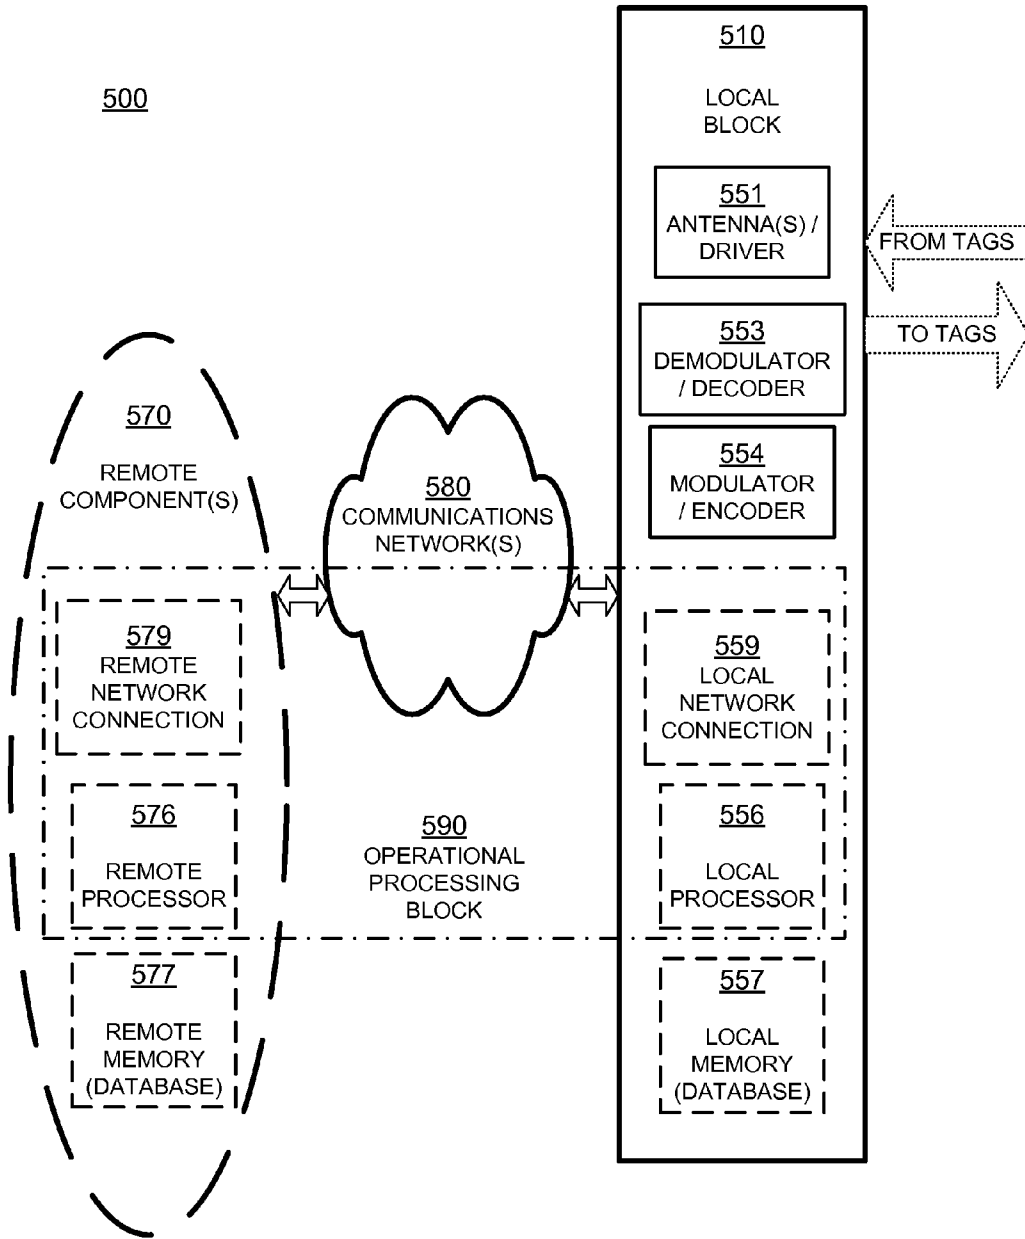 500
510
LOCAL
BLOCK
551
ANTENNA(S) /
DRIVER
FROM TAGS
553
DEMODULATOR
/ DECODER
TO TAGS
554
MODULATOR
/ ENCODER
570
REMOTE
COMPONENT(S)
580
COMMUNICATIONS
NETWORK(S)
579
REMOTE
NETWORK
CONNECTION
559
LOCAL
NETWORK
CONNECTION
576
REMOTE
PROCESSOR
590
OPERATIONAL
PROCESSING
BLOCK
556
LOCAL
PROCESSOR
577
REMOTE
MEMORY
(DATABASE)
557
LOCAL
MEMORY
(DATABASE)